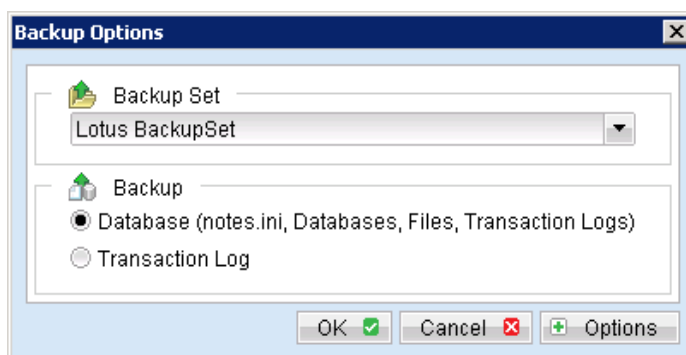 Backup Options
Backup Set
Lotus BackupSet
Backup
Database (notes.ini, Databases, Files, Transaction Logs)
Transaction Log
OK Cancel Options